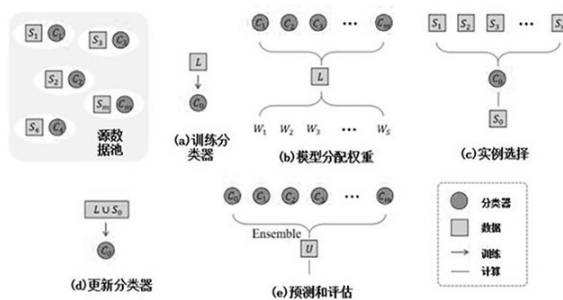 S₁ C₁
S₃ C₃
S₂ C₂
Sₘ Cₘ
S₄ C₄
源数
据池
L
C₀
(a)训练分
类器
C₁ C₂ C₃ ··· Cₘ
L
W₁ W₂ W₃ ··· W₅
(b)模型分配权重
S₁ S₂ S₃ ···
C₀
S₀
(c)实例选择
L ∪ S₀
C₀
(d)更新分类器
C₀ C₁ C₂ C₃ ··· Cₘ
Ensemble
U
(e)预测和评估
分类器
数据
训练
计算